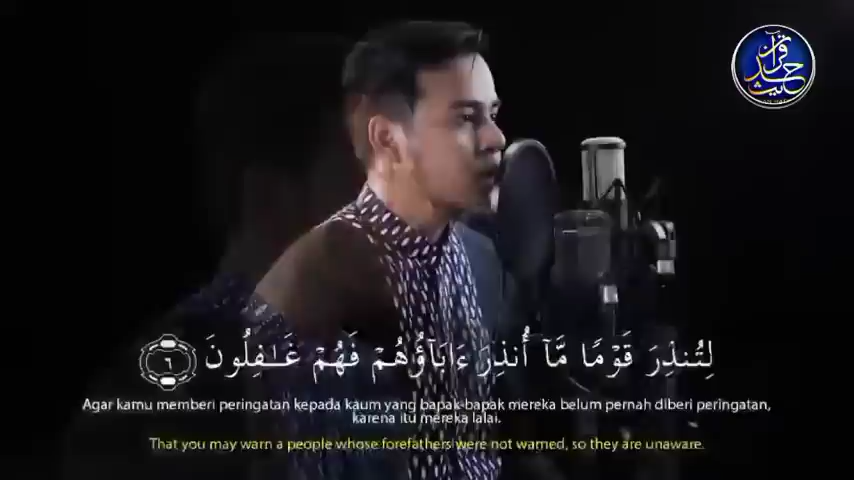 قرآن
حديث
لِتُنذِرَ قَوْمًا مَّآ أُنذِرَ ءَابَآؤُهُمْ فَهُمْ غَـٰفِلُونَ ٦
Agar kamu memberi peringatan kepada kaum yang bapak-bapak mereka belum pernah diberi peringatan,
karena itu mereka lalai.
That you may warn a people whose forefathers were not warned, so they are unaware.